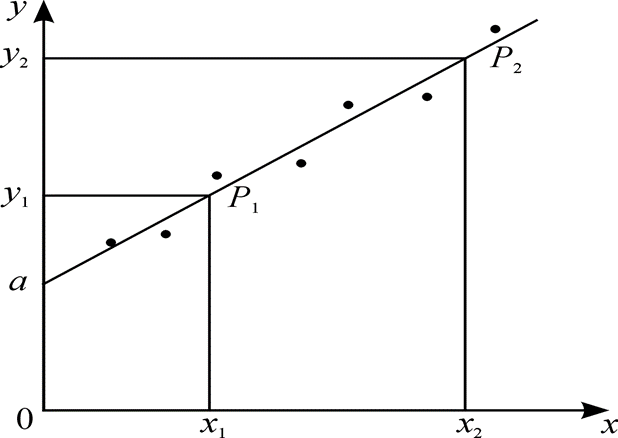 y
y₂
P₂
y₁
P₁
a
0
x₁
x₂
x